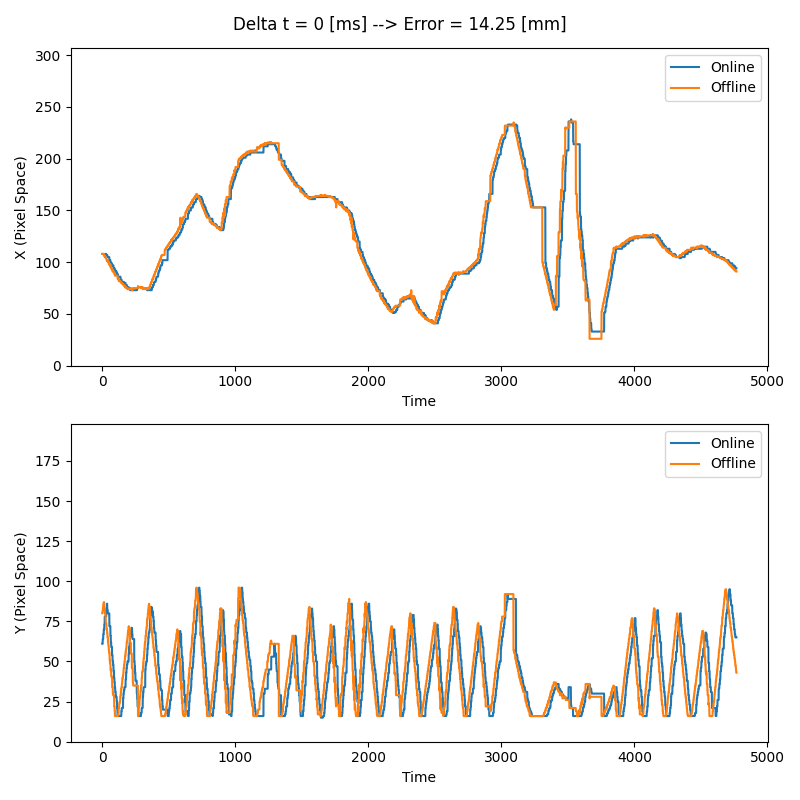 Delta t = 0 [ms] --> Error = 14.25 [mm]
300
250
200
150
100
50
0
X (Pixel Space)
Online
Offline
0 1000 2000 3000 4000 5000
Time
175
150
125
100
75
50
25
0
Y (Pixel Space)
Online
Offline
0 1000 2000 3000 4000 5000
Time